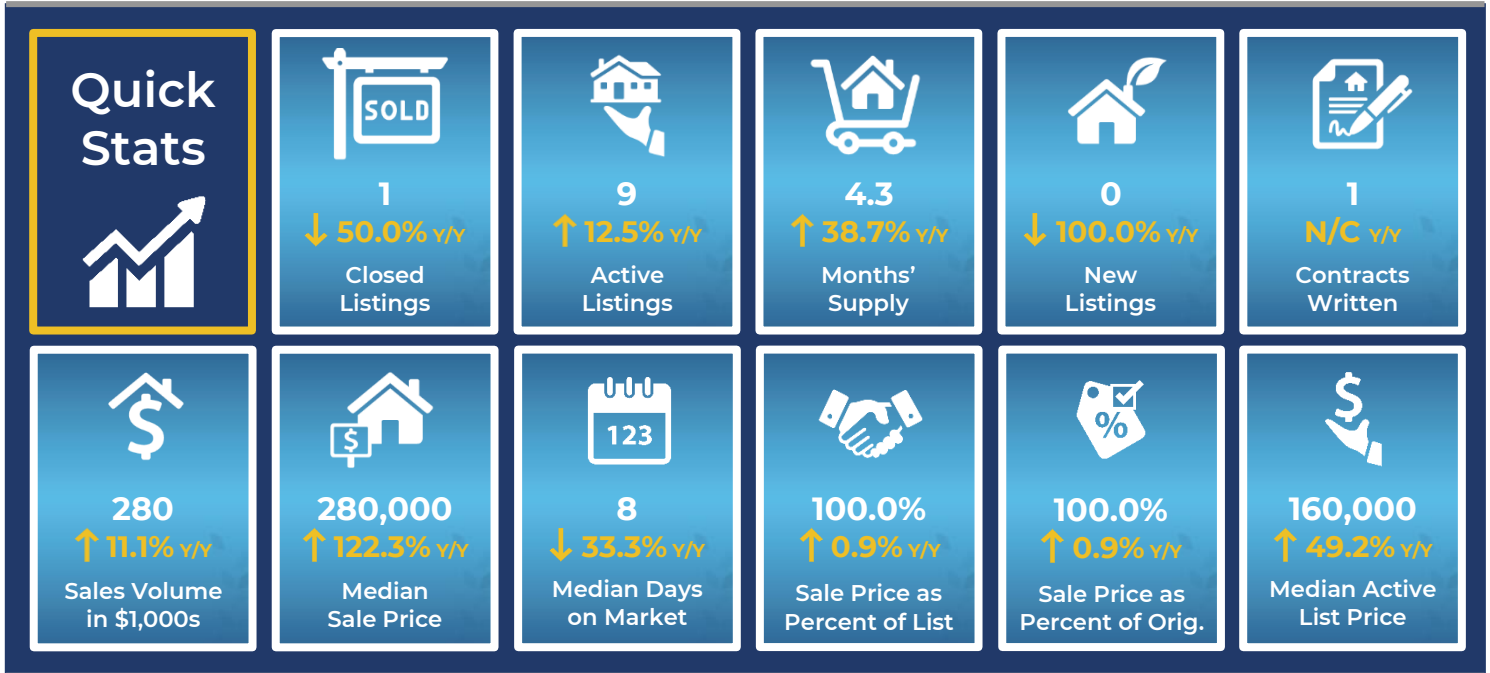 Quick
Stats
SOLD
1
↓ 50.0% Y/Y
Closed
Listings
9
↑ 12.5% Y/Y
Active
Listings
4.3
↑ 38.7% Y/Y
Months’
Supply
0
↓ 100.0% Y/Y
New
Listings
1
N/C Y/Y
Contracts
Written
$
280
↑ 11.1% Y/Y
Sales Volume
in $1,000s
$
280,000
↑ 122.3% Y/Y
Median
Sale Price
123
8
↓ 33.3% Y/Y
Median Days
on Market
100.0%
↑ 0.9% Y/Y
Sale Price as
Percent of List
%
100.0%
↑ 0.9% Y/Y
Sale Price as
Percent of Orig.
$
160,000
↑ 49.2% Y/Y
Median Active
List Price